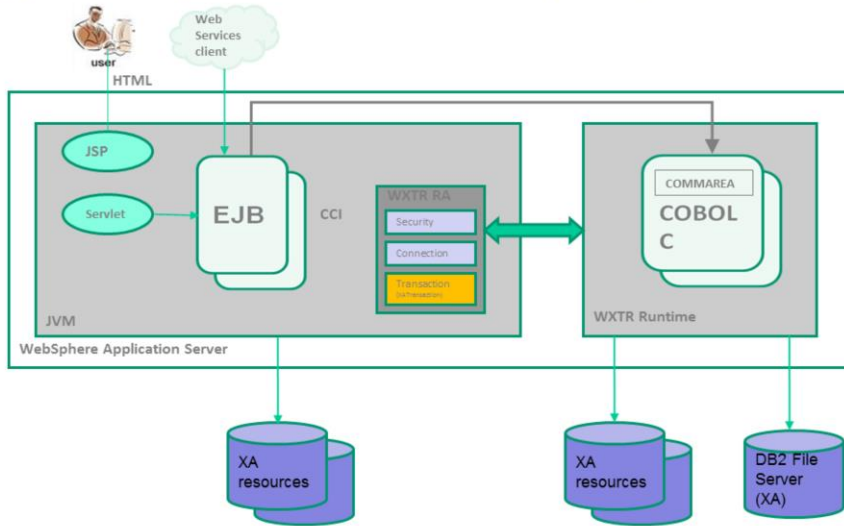 Web
Services
client
user
HTML
JSP
Servlet
EJB
CCI
WXTR RA
Security
Connection
Transaction
(XATransaction)
COMMAREA
COBOL
C
JVM
WXTR Runtime
WebSphere Application Server
XA
resources
XA
resources
DB2 File
Server
(XA)